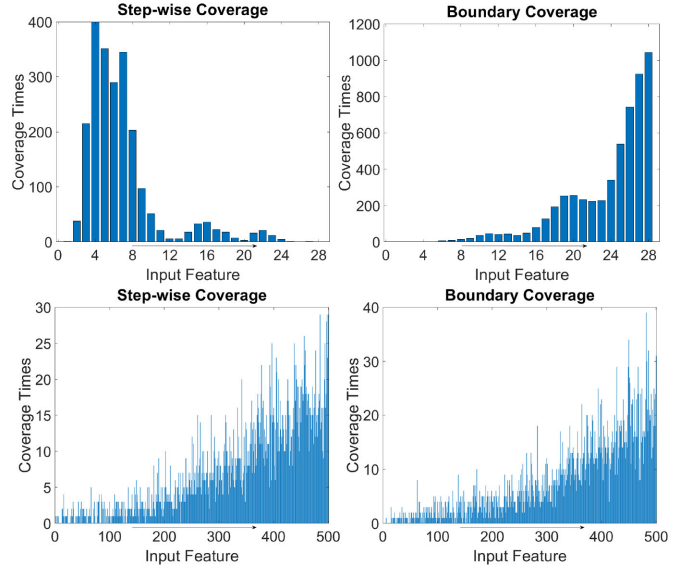 Step-wise Coverage
400
300
200
100
0
Coverage Times
4 8 12 16 20 24 28
Input Feature
Boundary Coverage
1200
1000
800
600
400
200
0
Coverage Times
0 4 8 12 16 20 24 28
Input Feature
Step-wise Coverage
30
25
20
15
10
5
0
Coverage Times
0 100 200 300 400 500
Input Feature
Boundary Coverage
40
30
20
10
0
Coverage Times
0 100 200 300 400 500
Input Feature